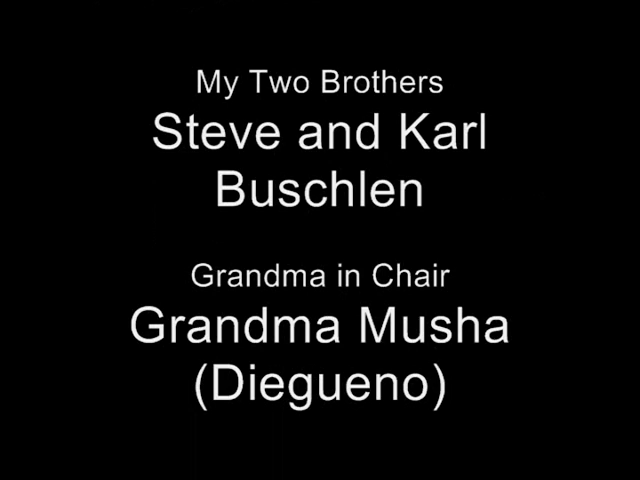 My Two Brothers
Steve and Karl
Buschlen
Grandma in Chair
Grandma Musha
(Diegueno)